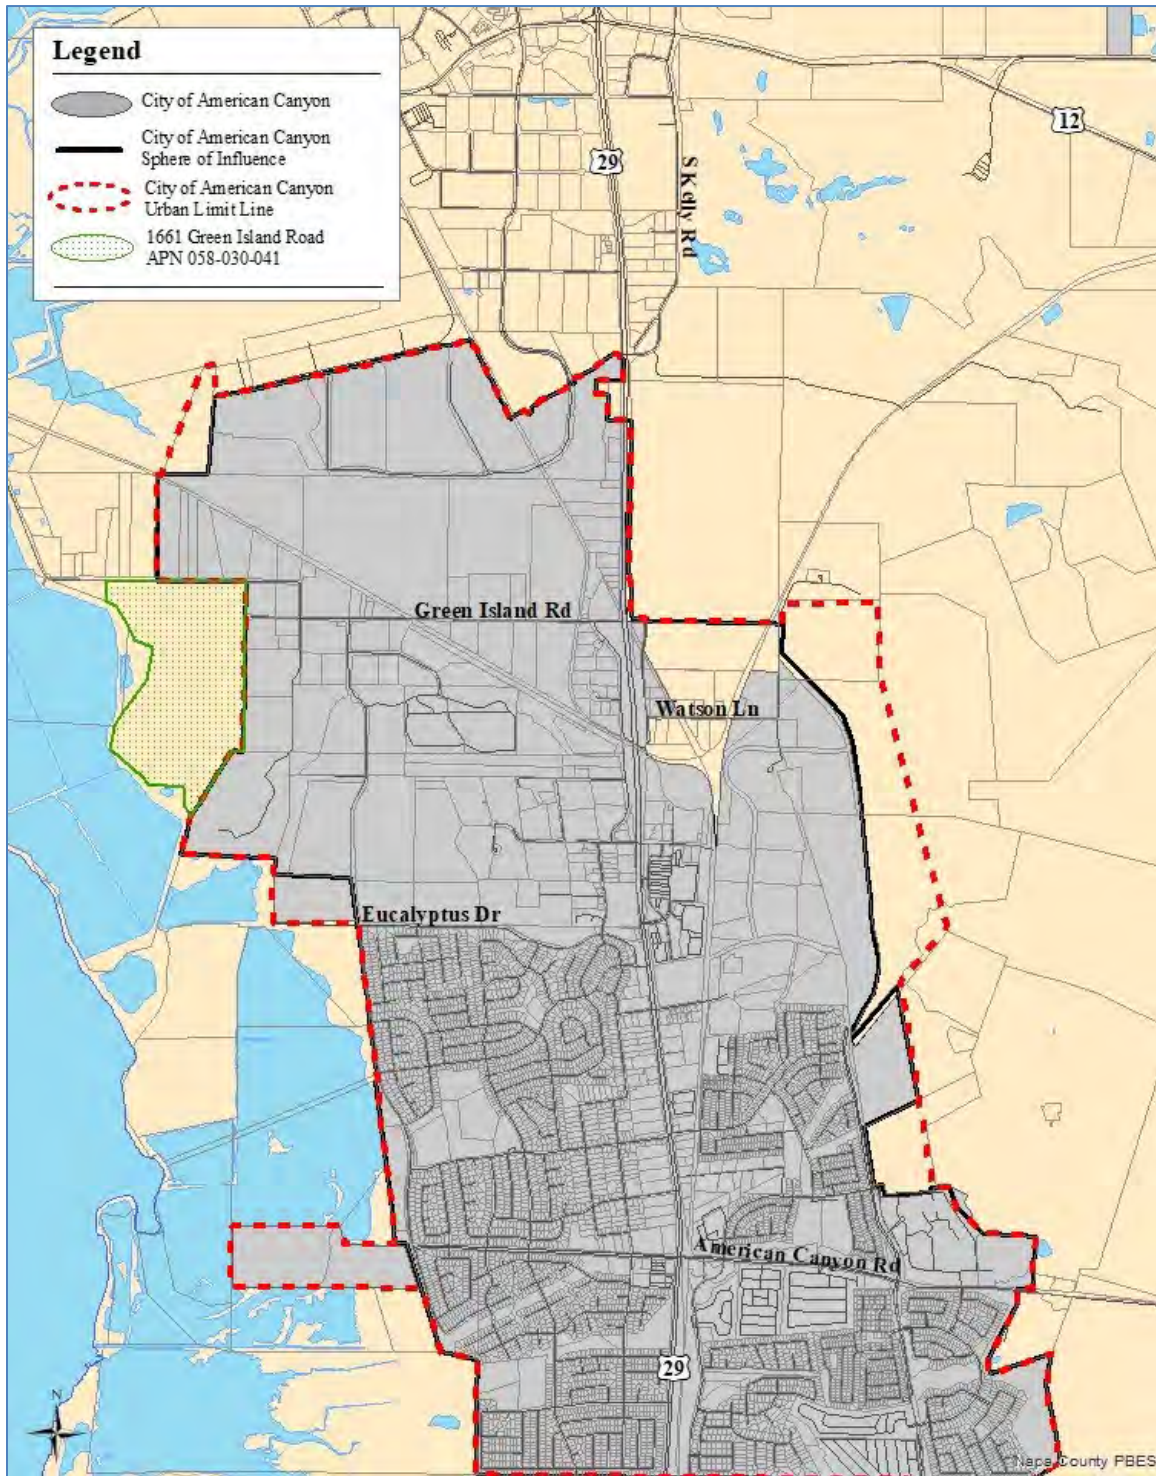 Legend
City of American Canyon
City of American Canyon
Sphere of Influence
City of American Canyon
Urban Limit Line
1661 Green Island Road
APN 058-030-041
12
29
S Kelly Rd
Green Island Rd
Watson Ln
Eucalyptus Dr
American Canyon Rd
29
N
Napa County PBES